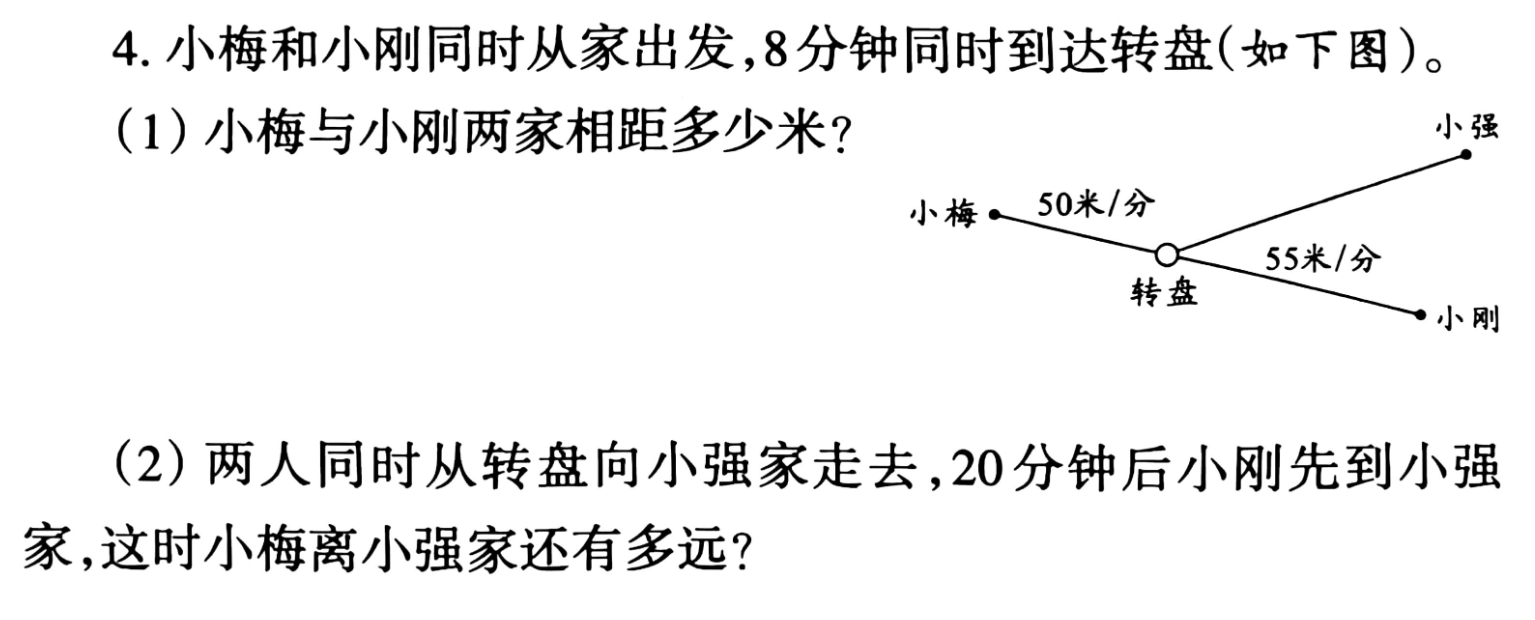 4. 小梅和小刚同时从家出发,8分钟同时到达转盘(如下图)。
(1) 小梅与小刚两家相距多少米?
小强
小梅 50米/分
55米/分
转盘
小刚
(2) 两人同时从转盘向小强家走去,20分钟后小刚先到小强
家,这时小梅离小强家还有多远?